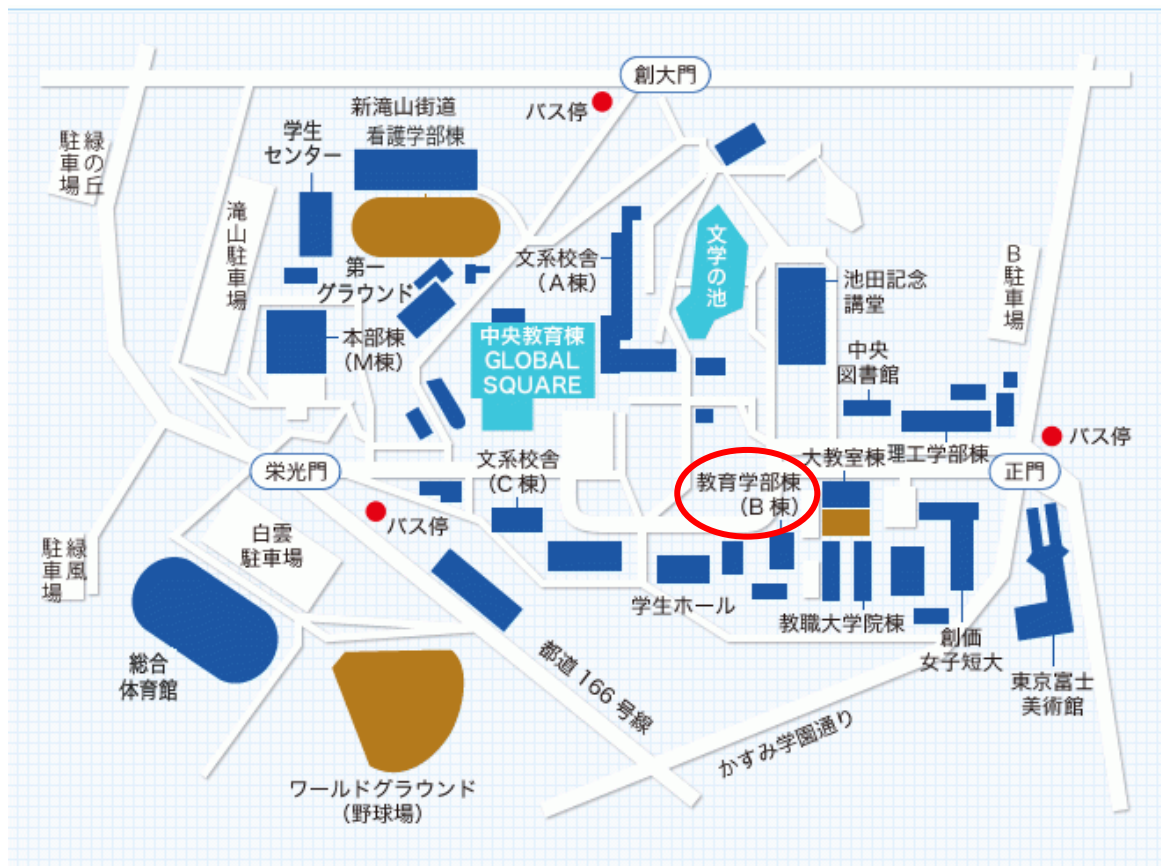 創大門
バス停
新滝山街道
看護学部棟
学生
センター
緑の丘
駐車場
滝山駐車場
第一
グラウンド
文系校舎
（A棟）
文学の池
池田記念
講堂
B駐車場
本部棟
（M棟）
中央教育棟
GLOBAL
SQUARE
中央
図書館
バス停
大教室棟
理工学部棟
正門
栄光門
文系校舎
（C棟）
教育学部棟
（B棟）
バス停
白雲
駐車場
緑風
駐車場
学生ホール
教職大学院棟
創価
女子短大
東京富士
美術館
総合
体育館
都道166号線
かすみ学園通り
ワールドグラウンド
（野球場）